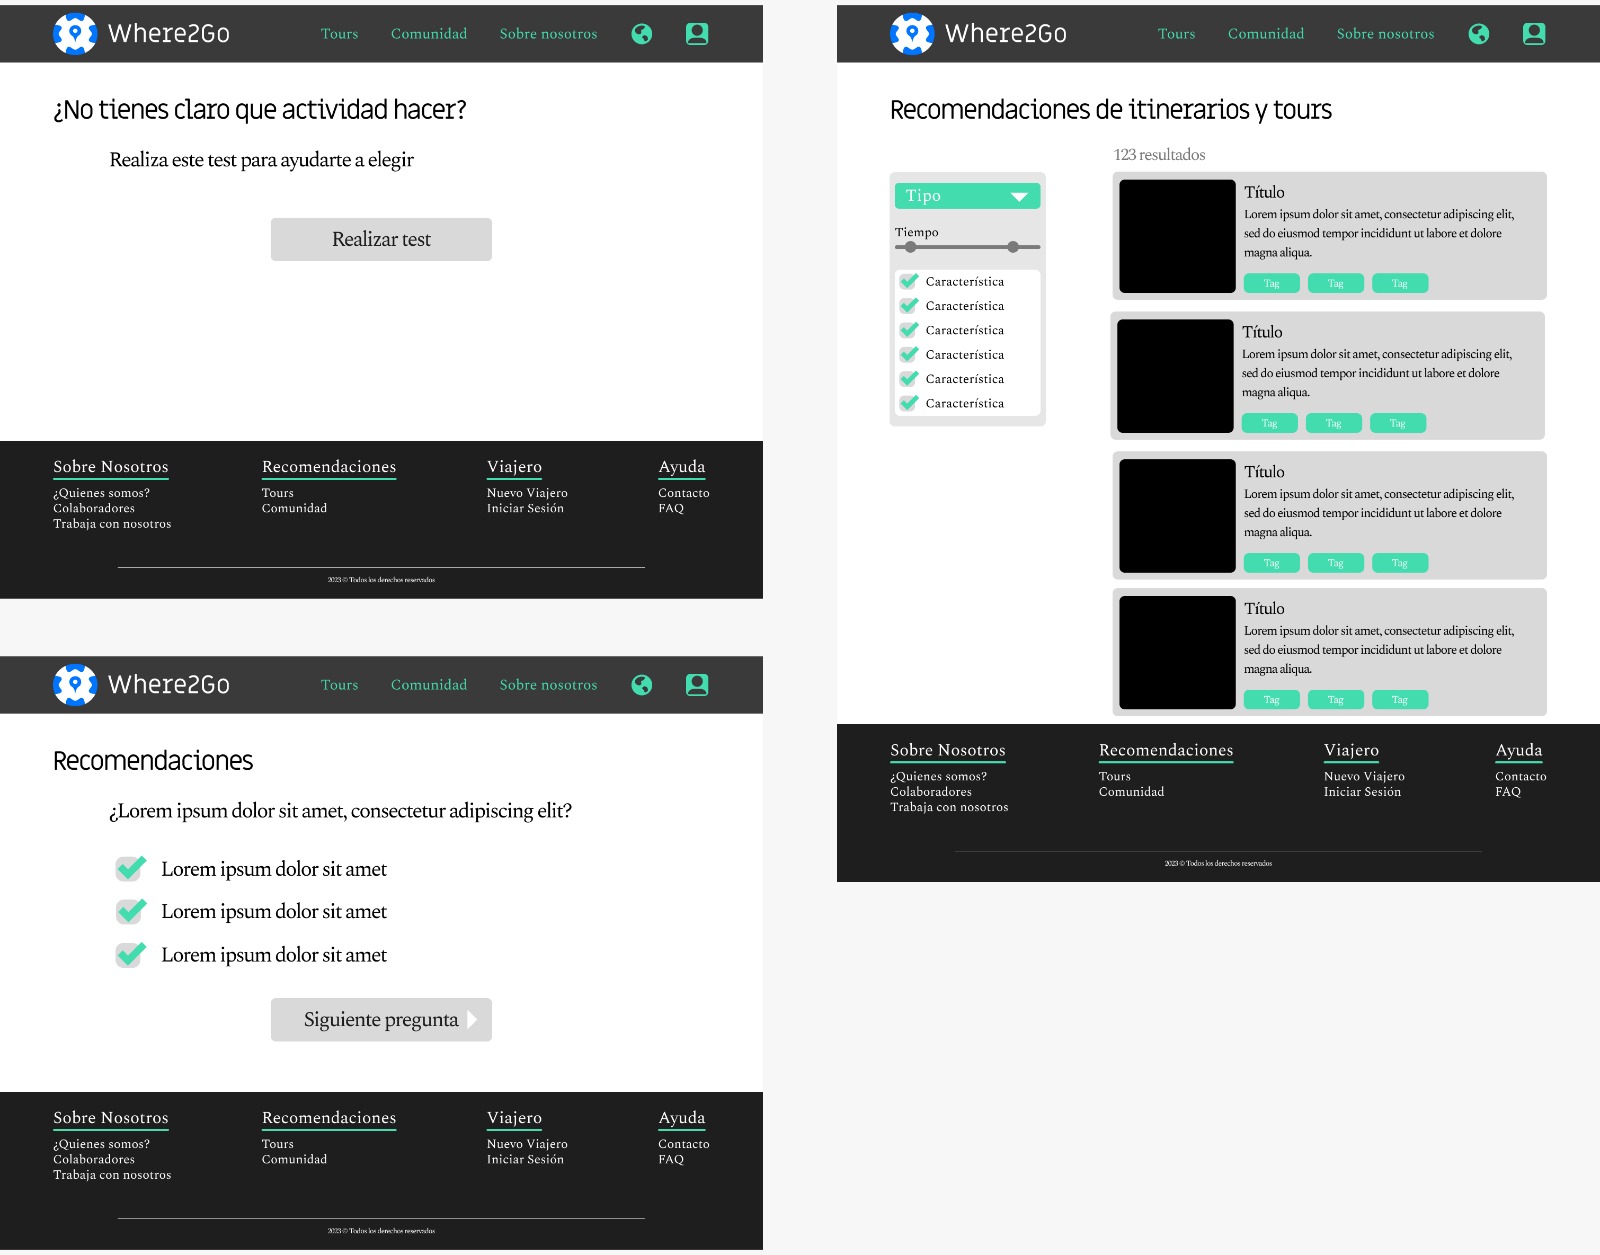 Where2Go
Tours Comunidad Sobre nosotros
¿No tienes claro que actividad hacer?
Realiza este test para ayudarte a elegir
Realizar test
Sobre Nosotros
¿Quienes somos?
Colaboradores
Trabaja con nosotros
Recomendaciones
Tours
Comunidad
Viajero
Nuevo Viajero
Iniciar Sesión
Ayuda
Contacto
FAQ
2023 © Todos los derechos reservados
Where2Go
Tours Comunidad Sobre nosotros
Recomendaciones
¿Lorem ipsum dolor sit amet, consectetur adipiscing elit?
Lorem ipsum dolor sit amet
Lorem ipsum dolor sit amet
Lorem ipsum dolor sit amet
Siguiente pregunta
Sobre Nosotros
¿Quienes somos?
Colaboradores
Trabaja con nosotros
Recomendaciones
Tours
Comunidad
Viajero
Nuevo Viajero
Iniciar Sesión
Ayuda
Contacto
FAQ
2023 © Todos los derechos reservados
Where2Go
Tours Comunidad Sobre nosotros
Recomendaciones de itinerarios y tours
Tipo
Tiempo
Característica
Característica
Característica
Característica
Característica
Característica
123 resultados
Título
Lorem ipsum dolor sit amet, consectetur adipiscing elit,
sed do eiusmod tempor incididunt ut labore et dolore
magna aliqua.
Tag Tag Tag
Título
Lorem ipsum dolor sit amet, consectetur adipiscing elit,
sed do eiusmod tempor incididunt ut labore et dolore
magna aliqua.
Tag Tag Tag
Título
Lorem ipsum dolor sit amet, consectetur adipiscing elit,
sed do eiusmod tempor incididunt ut labore et dolore
magna aliqua.
Tag Tag Tag
Título
Lorem ipsum dolor sit amet, consectetur adipiscing elit,
sed do eiusmod tempor incididunt ut labore et dolore
magna aliqua.
Tag Tag Tag
Sobre Nosotros
¿Quienes somos?
Colaboradores
Trabaja con nosotros
Recomendaciones
Tours
Comunidad
Viajero
Nuevo Viajero
Iniciar Sesión
Ayuda
Contacto
FAQ
2023 © Todos los derechos reservados